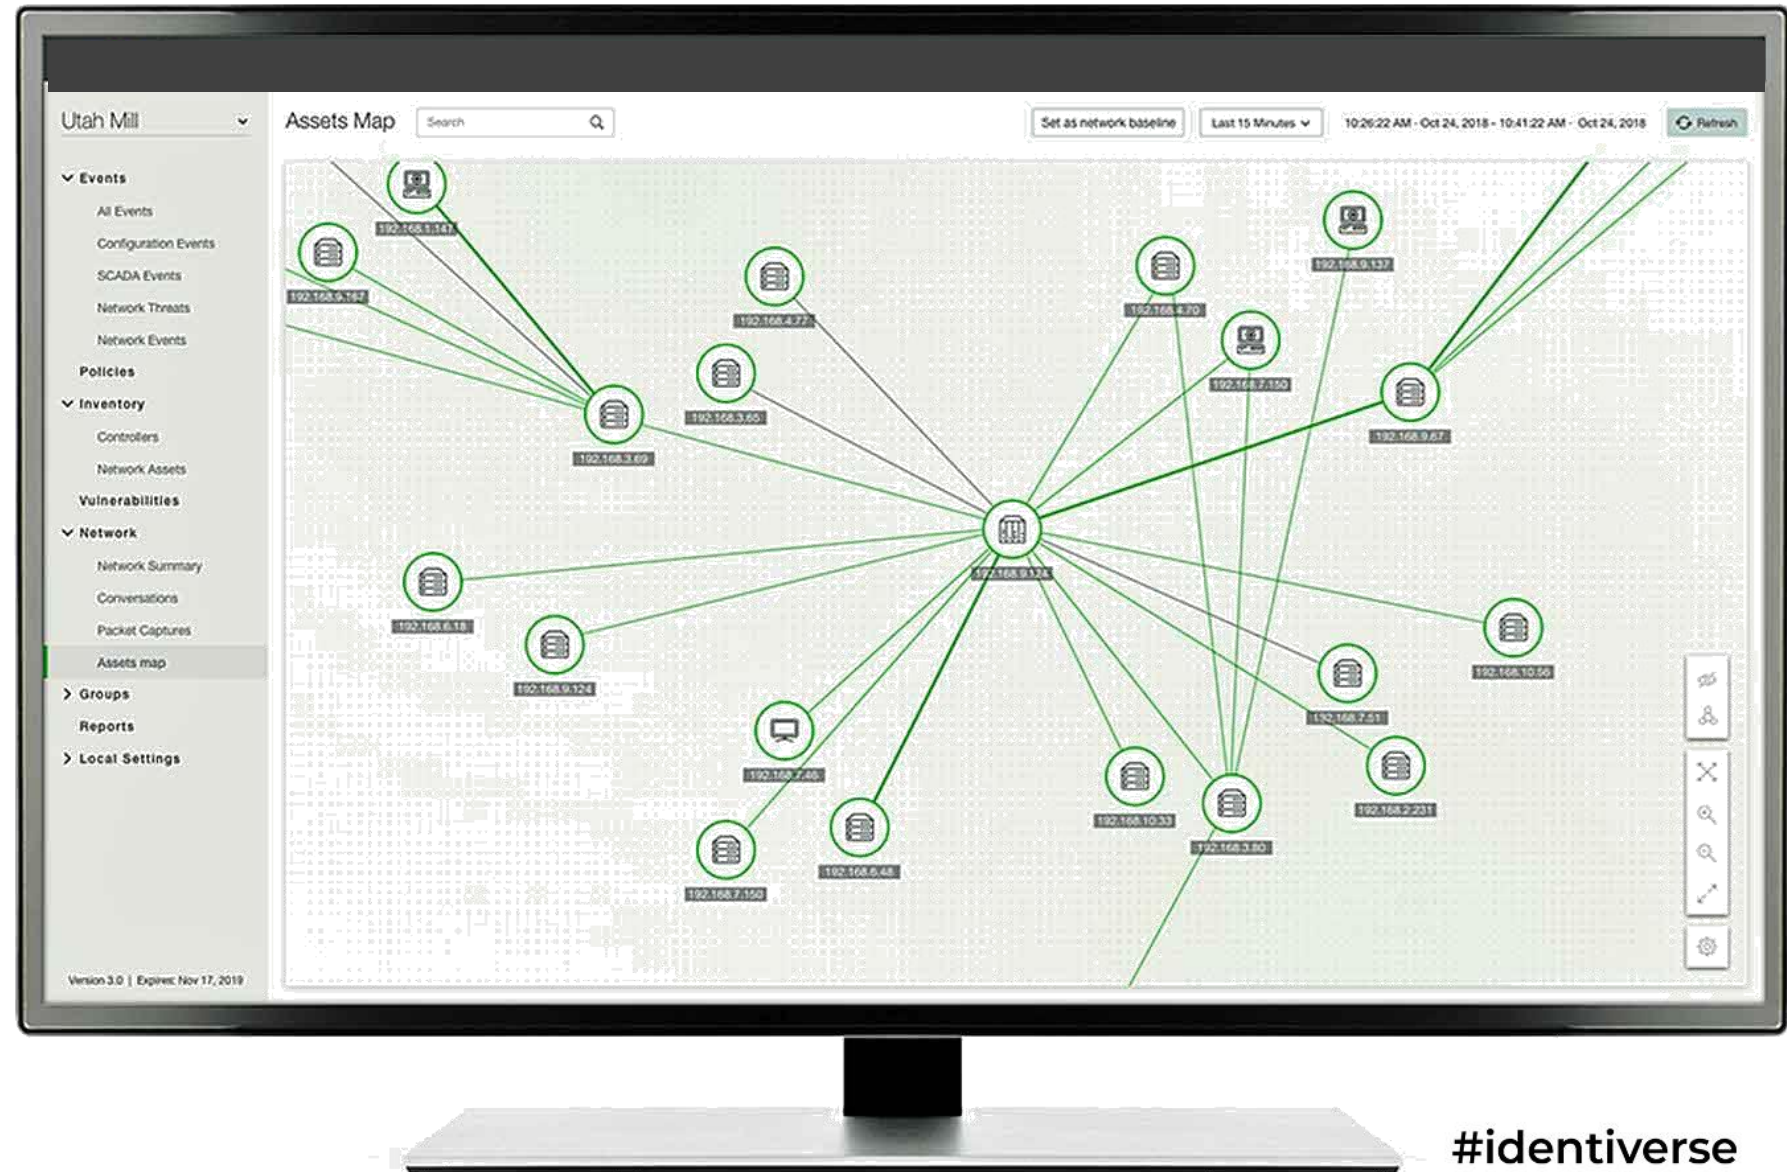 Utah Mill
Assets Map
Search
Set as network baseline
Last 15 Minutes
10:26:22 AM - Oct 24, 2018 - 10:41:22 AM - Oct 24, 2018
Refresh
Events
All Events
Configuration Events
SCADA Events
Network Threats
Network Events
Policies
Inventory
Controllers
Network Assets
Vulnerabilities
Network
Network Summary
Conversations
Packet Captures
Assets map
Groups
Reports
Local Settings
Version 3.0 | Expires: Nov 17, 2019
192.168.1.147
192.168.9.167
192.168.4.77
192.168.4.70
192.168.9.137
192.168.7.150
192.168.3.65
192.168.9.67
192.168.3.69
192.168.6.18
192.168.9.124
192.168.10.56
192.168.7.51
192.168.7.46
192.168.10.33
192.168.2.231
192.168.3.80
192.168.6.48
192.168.7.150
#identiverse